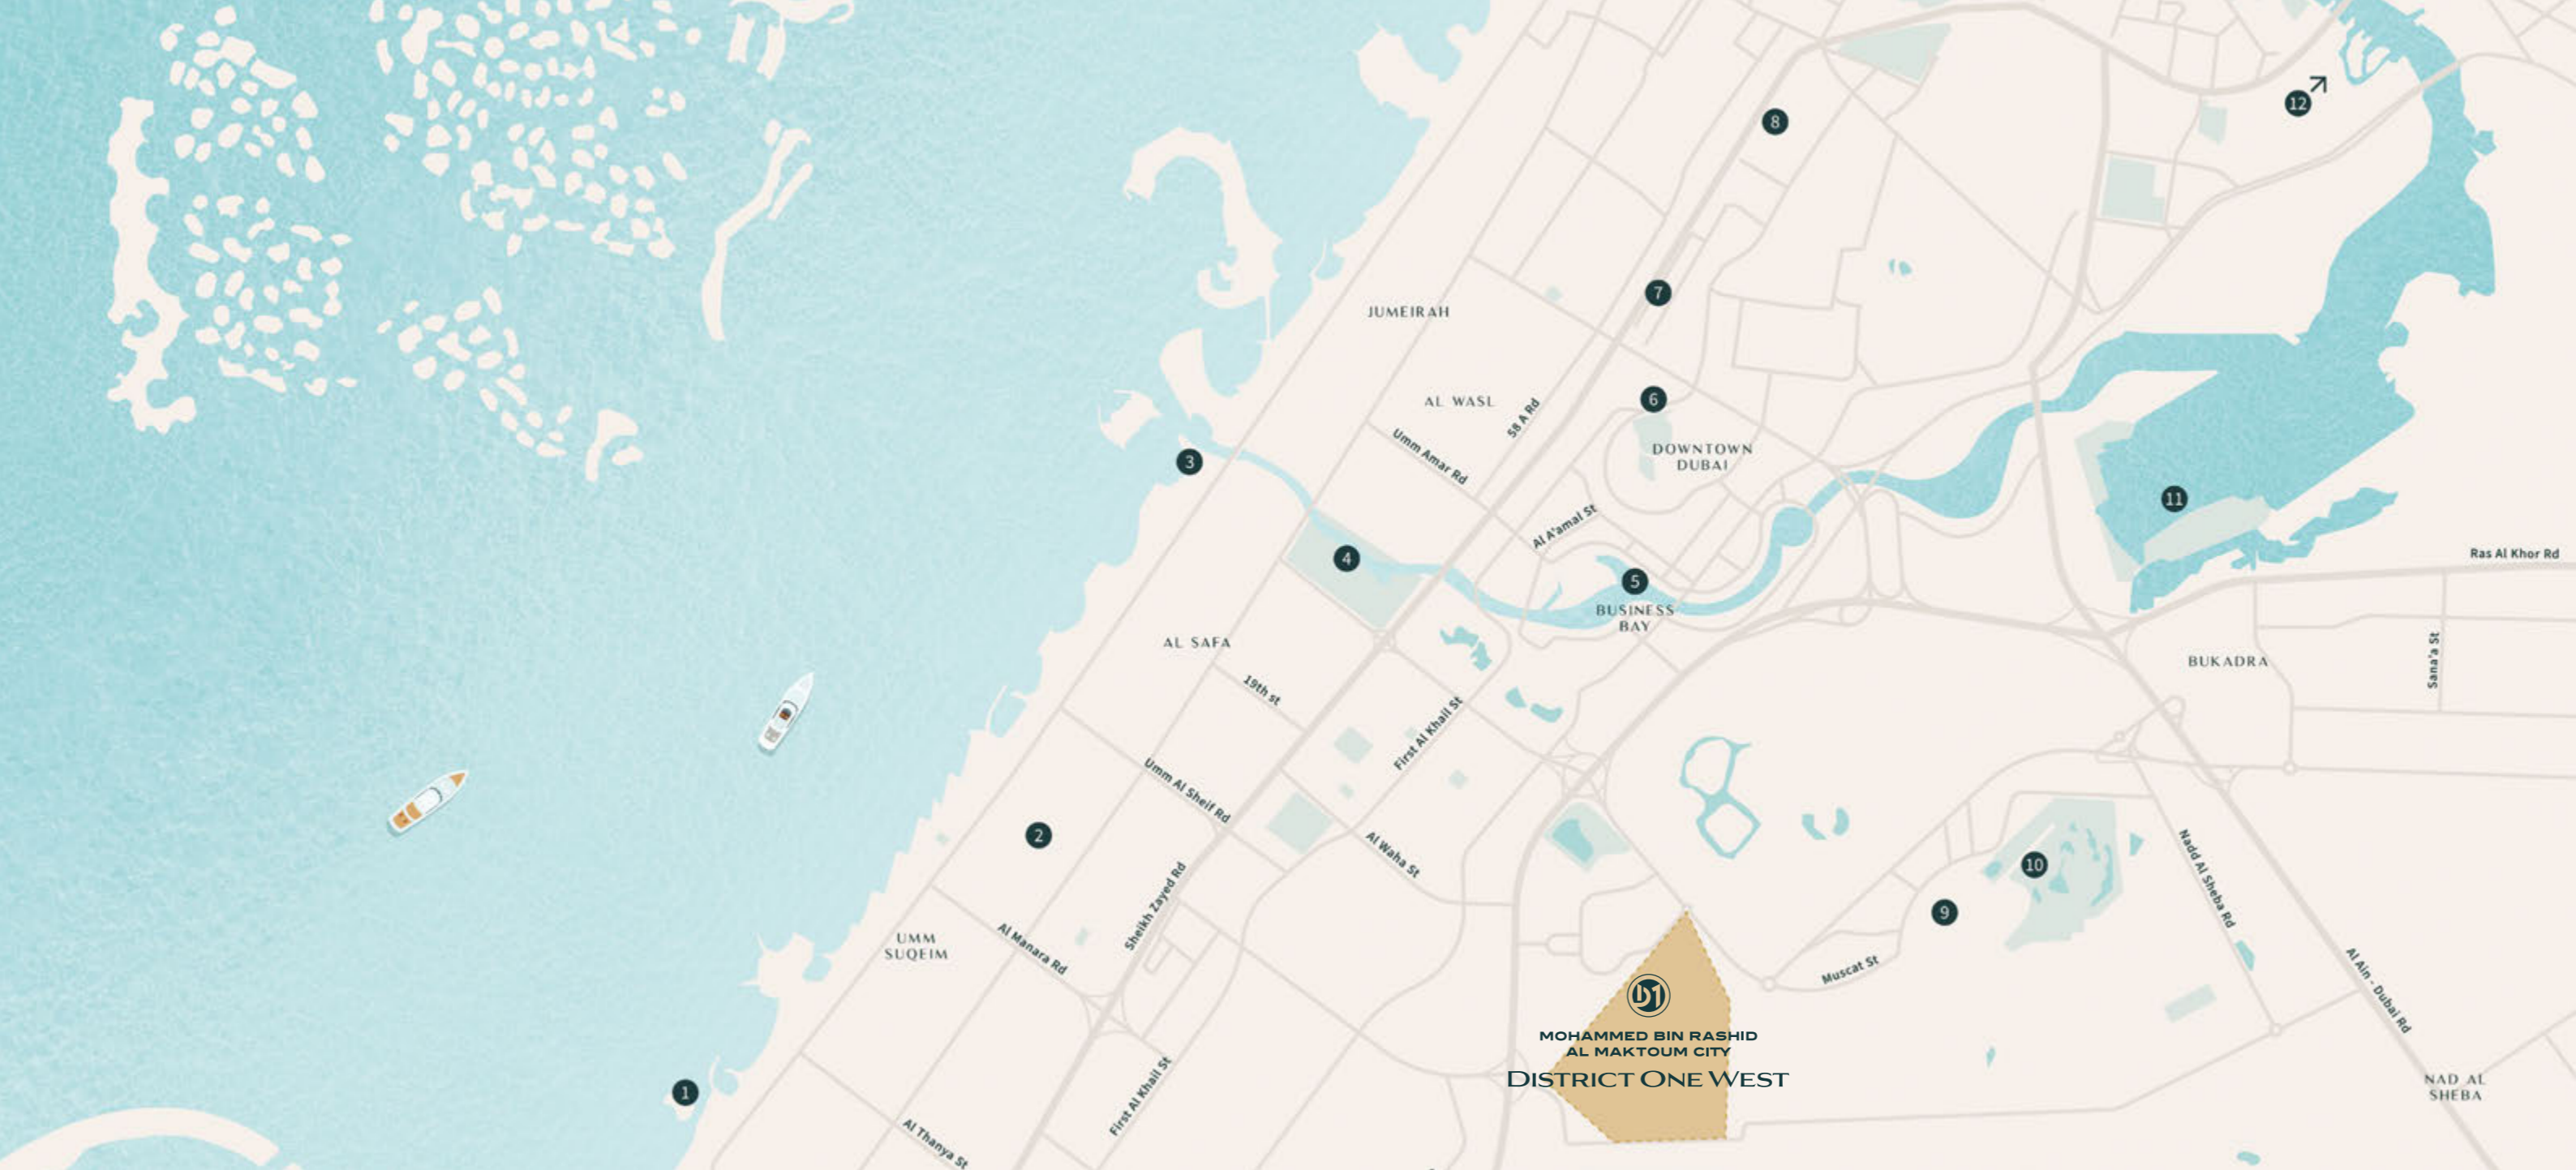 12
8
7
JUMEIRAH
6
AL WASL
58 A Rd
Umm Amar Rd
DOWNTOWN
DUBAI
3
11
Al A'amal St
4
Ras Al Khor Rd
5
BUSINESS
BAY
AL SAFA
Sana'a St
BUKADRA
19th st
First Al Khail St
Umm Al Sheif Rd
2
Al Waha St
10
Nadd Al Sheba Rd
9
Sheikh Zayed Rd
UMM
SUQEIM
Al Manara Rd
Muscat St
Al Ain - Dubai Rd
D1
MOHAMMED BIN RASHID
AL MAKTOUM CITY
DISTRICT ONE WEST
1
First Al Khail St
NAD AL
SHEBA
Al Thanya St